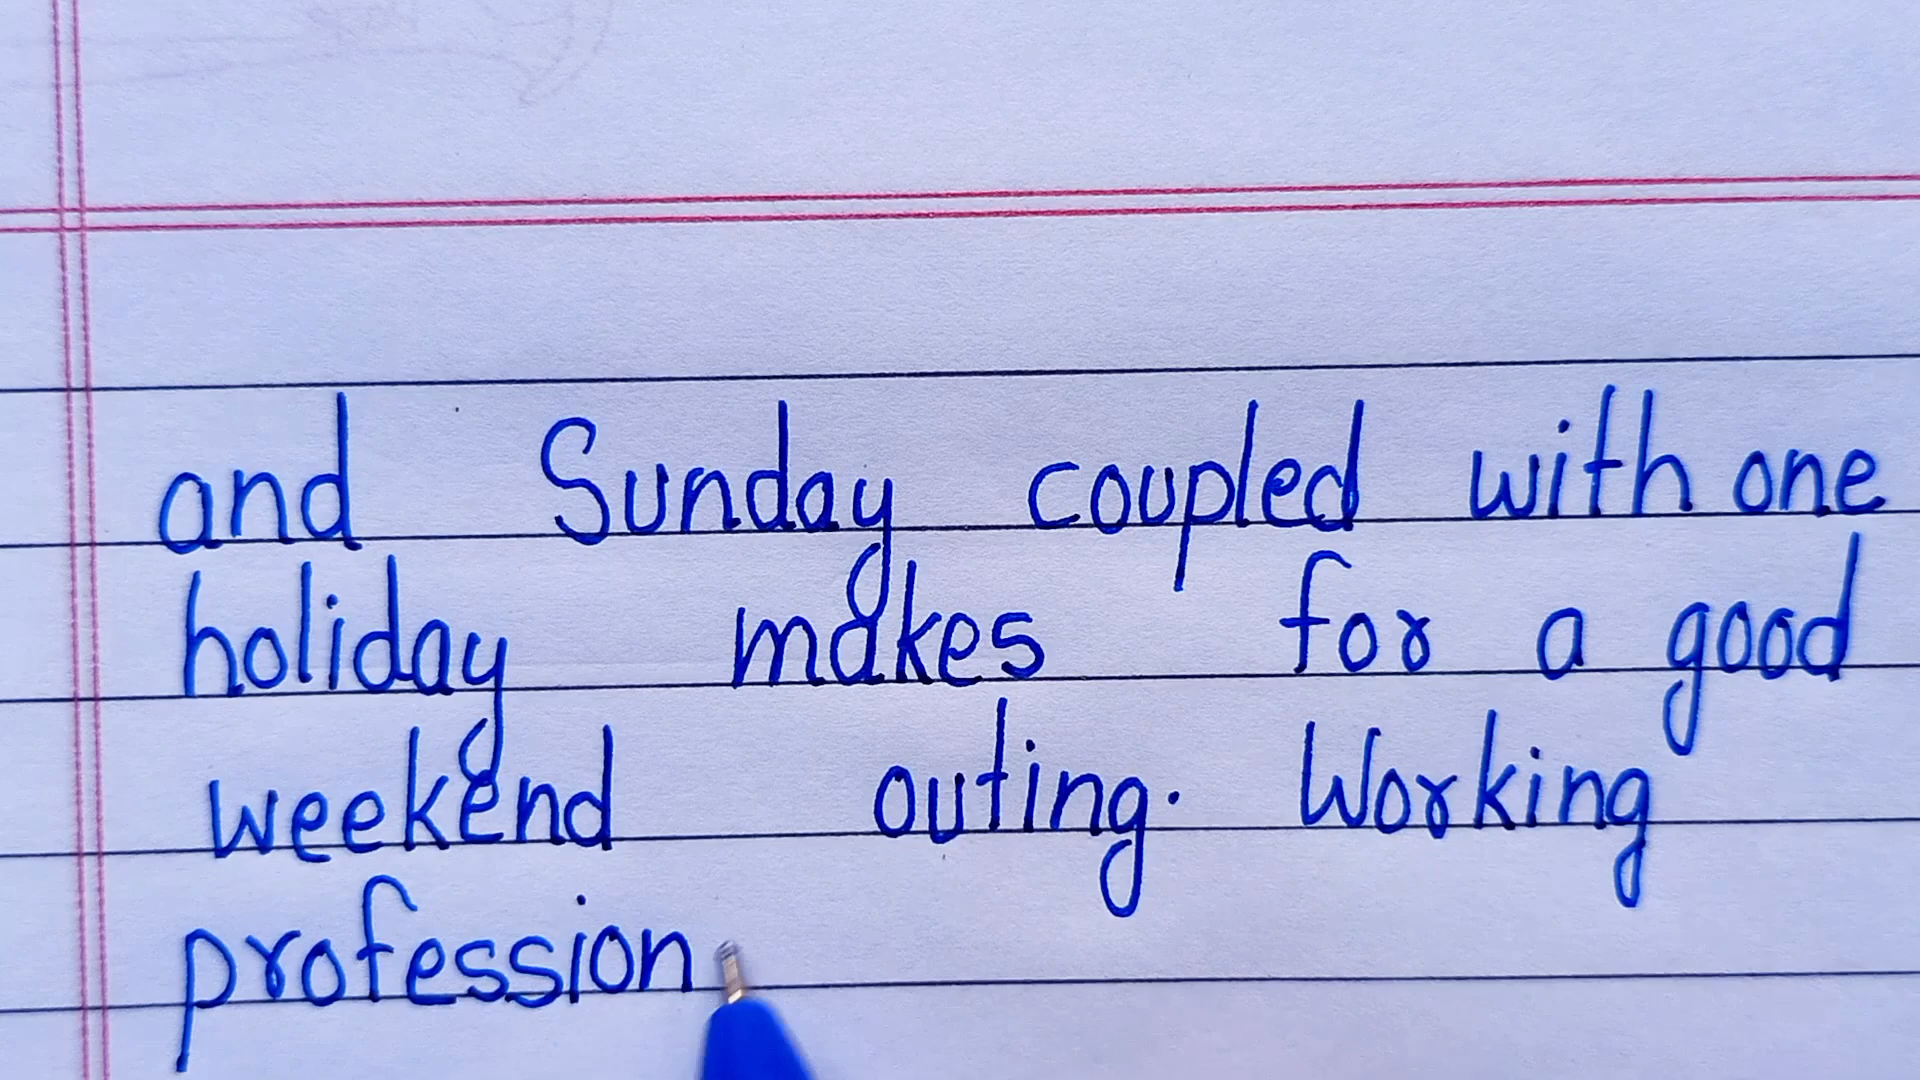 and Sunday coupled with one
holiday makes for a good
weekend outing. Working
profession